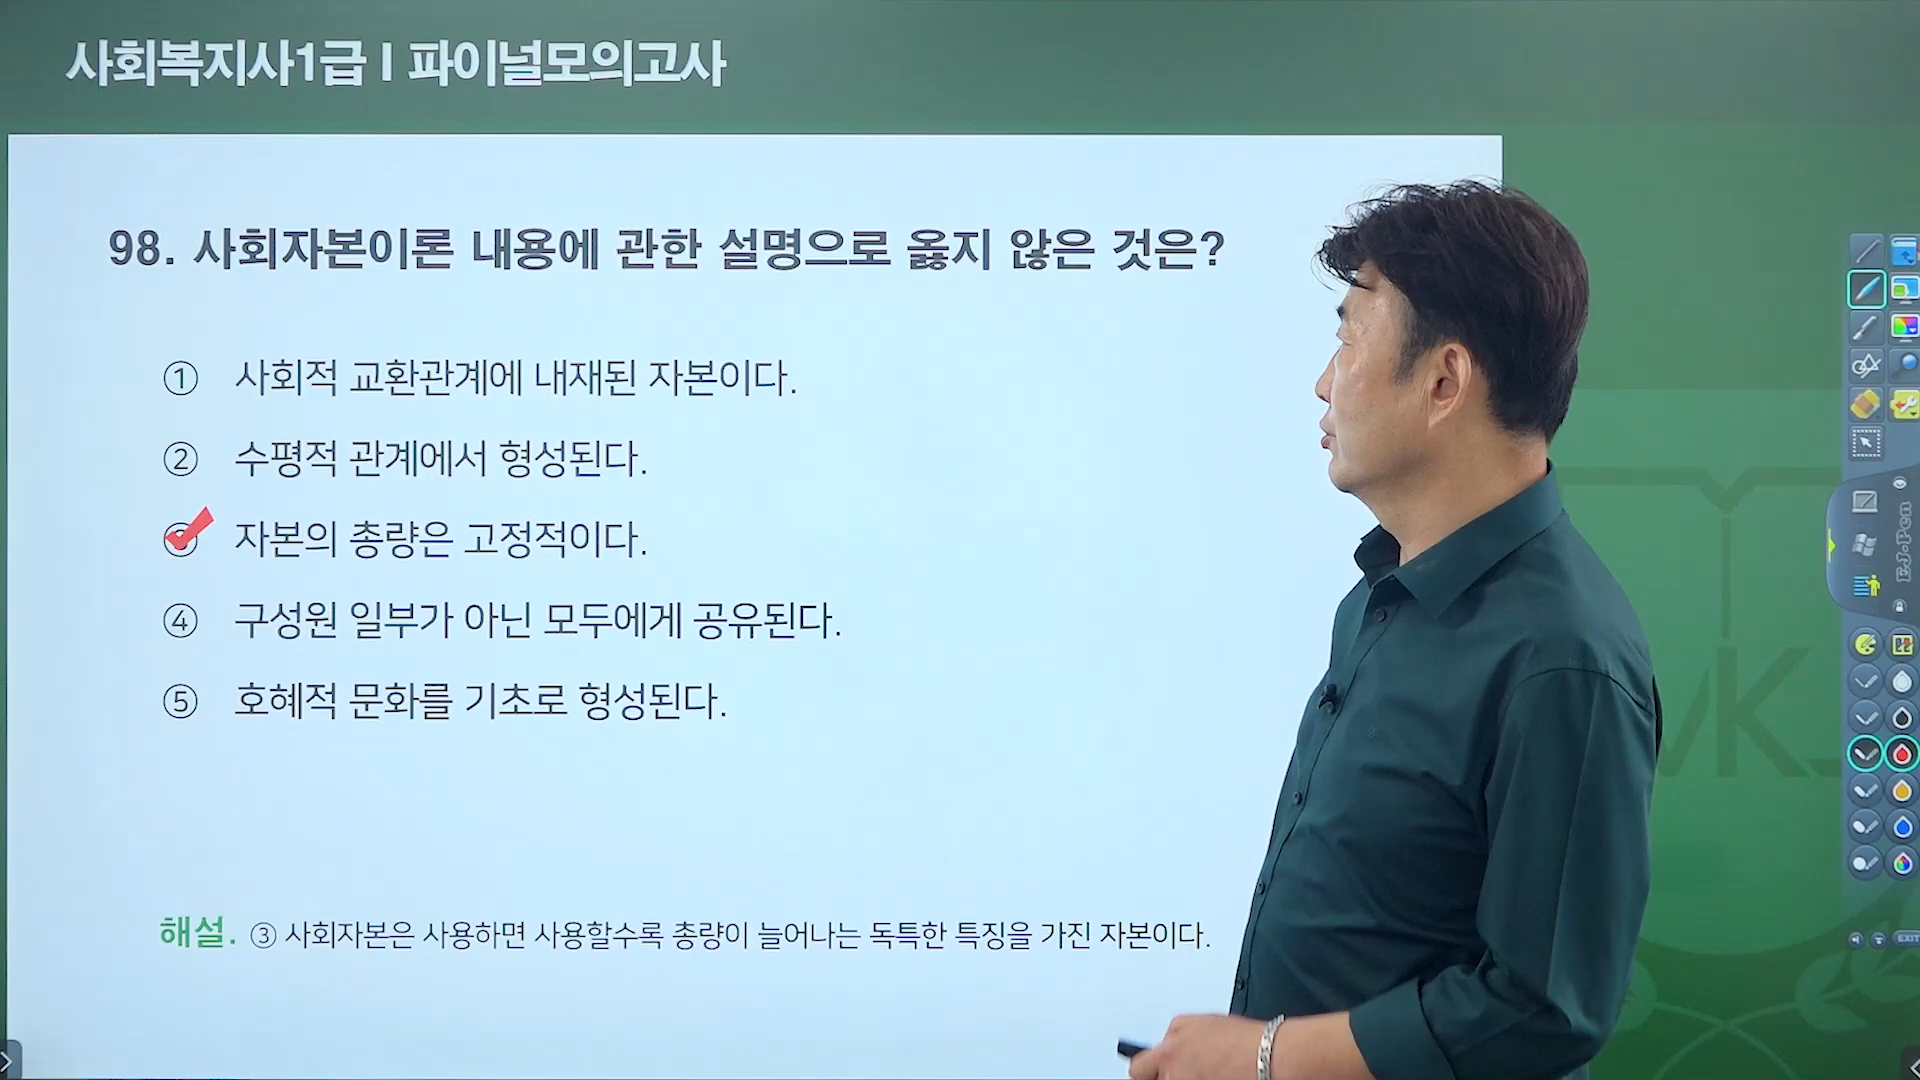 사회복지사1급 I 파이널모의고사
98. 사회자본이론 내용에 관한 설명으로 옳지 않은 것은?
① 사회적 교환관계에 내재된 자본이다.
② 수평적 관계에서 형성된다.
③ 자본의 총량은 고정적이다.
④ 구성원 일부가 아닌 모두에게 공유된다.
⑤ 호혜적 문화를 기초로 형성된다.
해설. ③ 사회자본은 사용하면 사용할수록 총량이 늘어나는 독특한 특징을 가진 자본이다.
EJ-Pen
EXIT